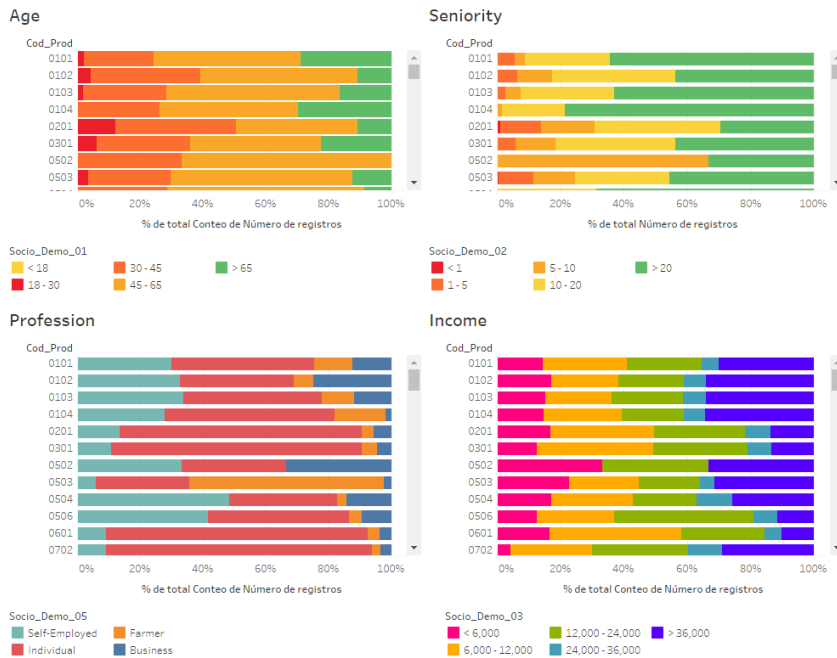 Age
Cod_Prod
0101
0102
0103
0104
0201
0301
0502
0503
0% 20% 40% 60% 80% 100%
% de total Conteo de Número de registros
Socio_Demo_01
< 18 30 - 45 > 65
18 - 30 45 - 65
Seniority
Cod_Prod
0101
0102
0103
0104
0201
0301
0502
0503
0% 20% 40% 60% 80% 100%
% de total Número de registros
Socio_Demo_02
< 1 5 - 10 > 20
1 - 5 10 - 20
Profession
Cod_Prod
0101
0102
0103
0104
0201
0301
0502
0503
0504
0506
0601
0702
0% 20% 40% 60% 80% 100%
% de total Conteo de Número de registros
Socio_Demo_05
Self-Employed Farmer
Individual Business
Income
Cod_Prod
0101
0102
0103
0104
0201
0301
0502
0503
0504
0506
0601
0702
0% 20% 40% 60% 80% 100%
% de total Conteo de Número de registros
Socio_Demo_03
< 6,000 12,000 - 24,000 > 36,000
6,000 - 12,000 24,000 - 36,000